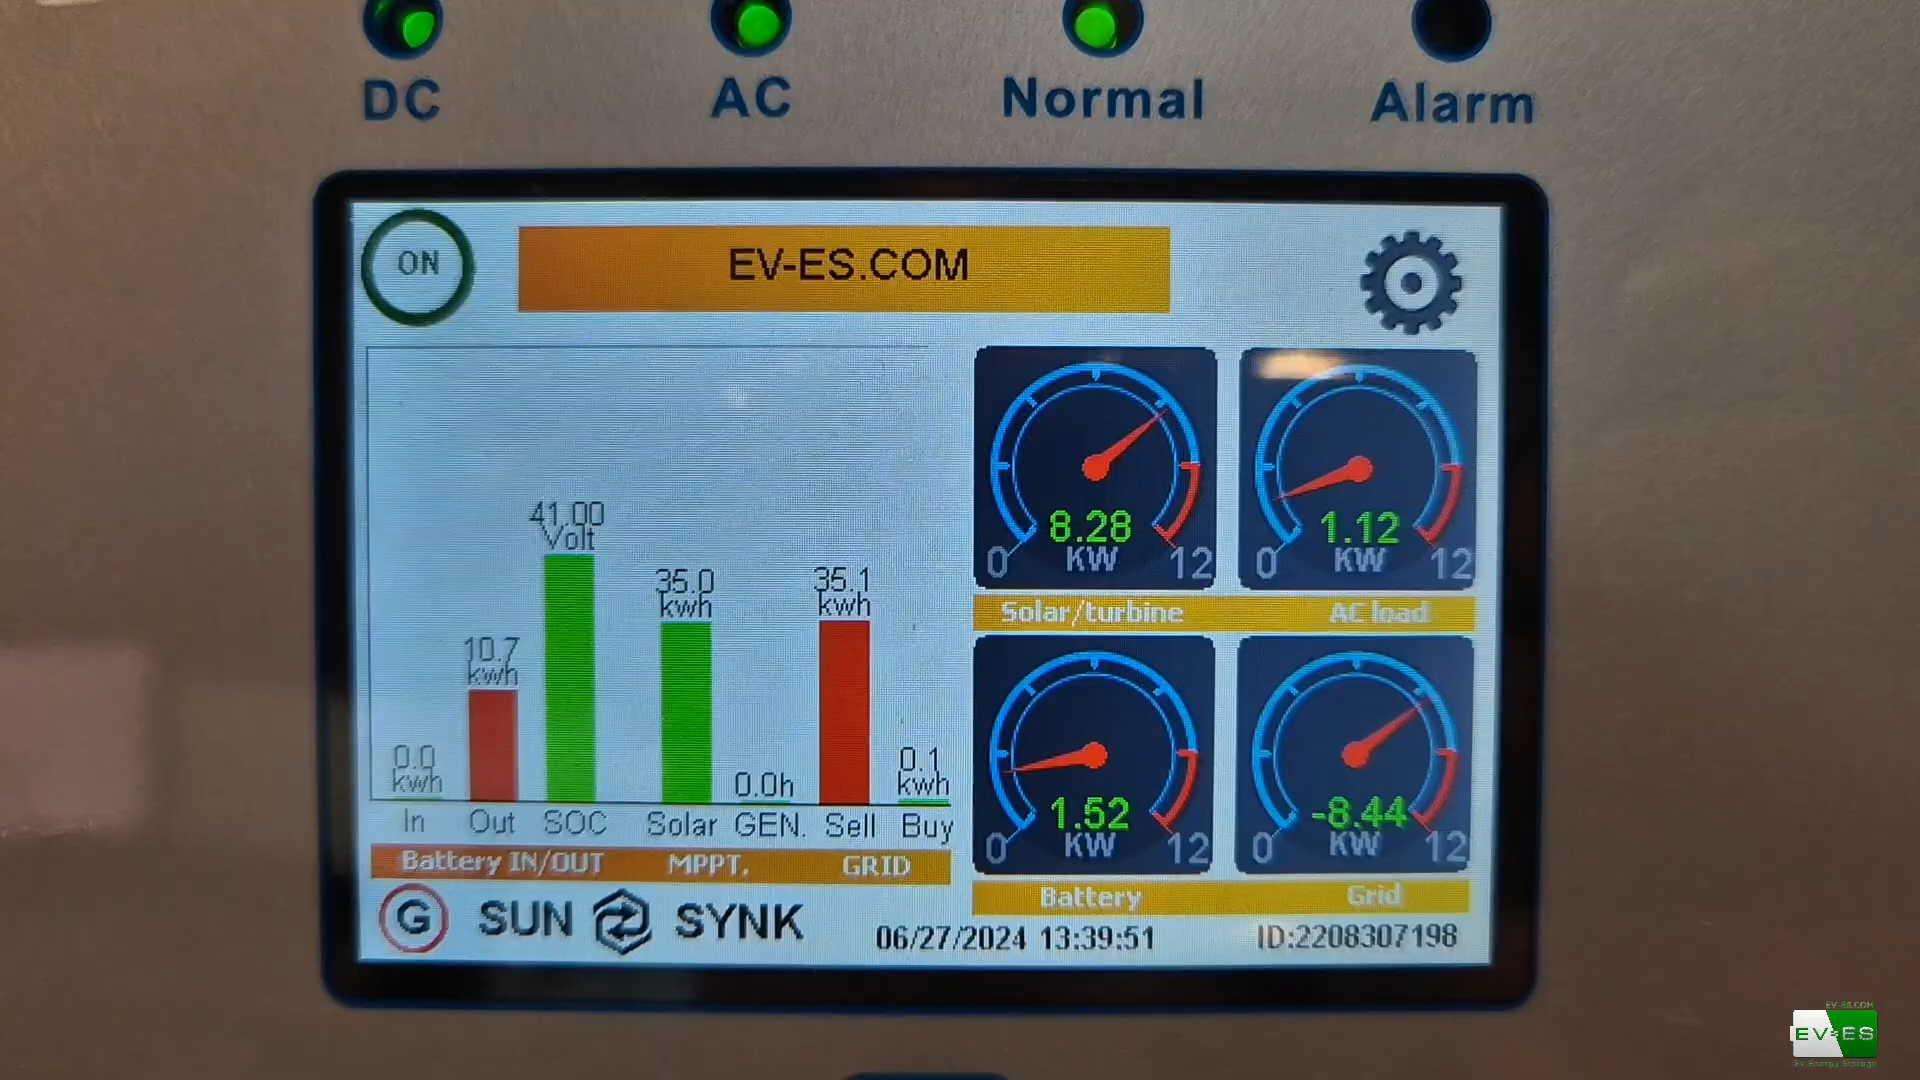 DC AC Normal Alarm
ON
EV-ES.COM
41.00
Volt
35.0
kwh
35.1
kwh
10.7
kwh
0.0
kwh
0.0h
0.1
kwh
In Out SOC Solar GEN. Sell Buy
Battery IN/OUT MPPT. GRID
8.28
KW
0 12
1.12
KW
0 12
Solar/turbine AC load
1.52
KW
0 12
-8.44
KW
0 12
Battery Grid
G SUN SYNK
06/27/2024 13:39:51 ID:2208307198
EV-ES.COM
EV-ES
EV Energy Storage